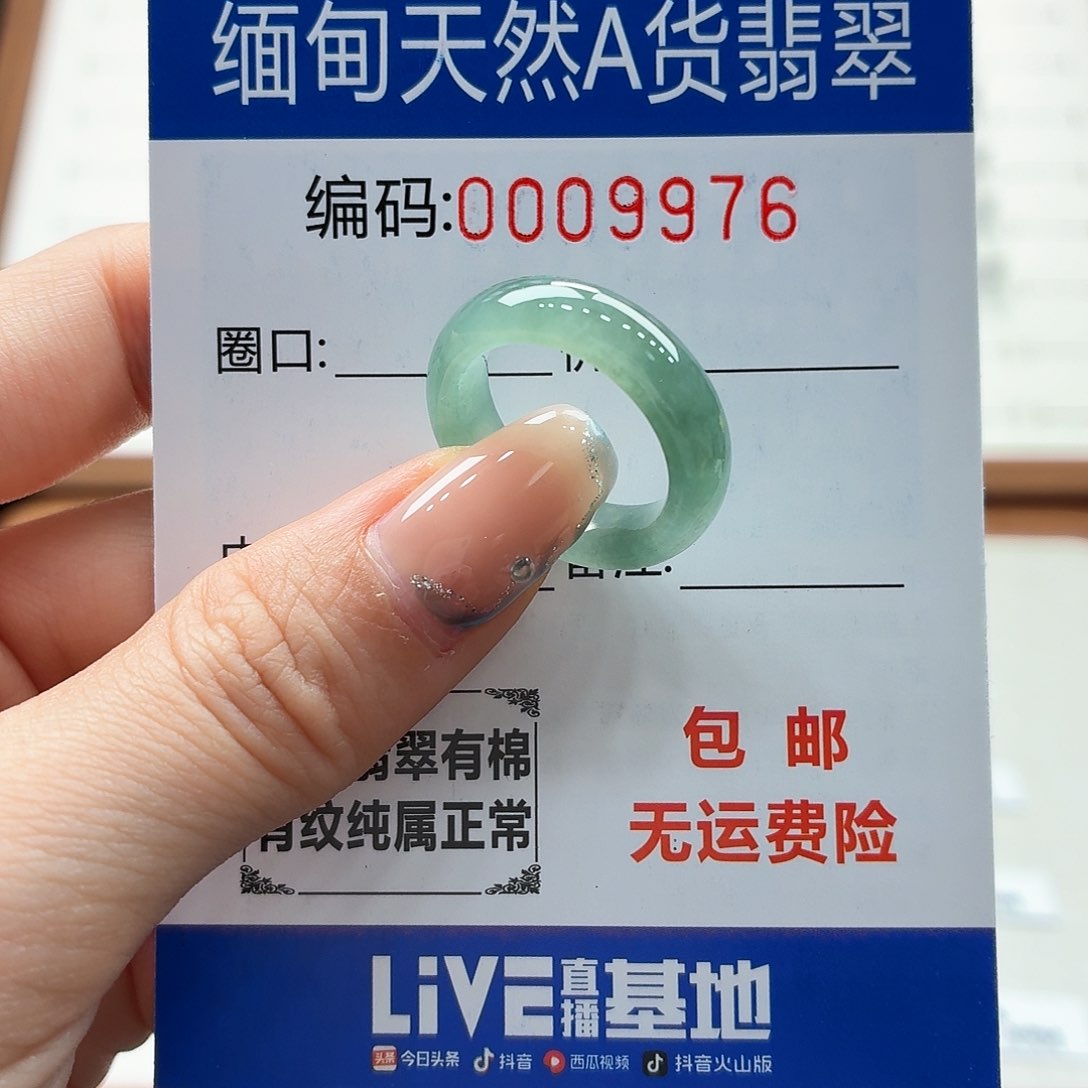 缅甸天然A货翡翠
编码:0009976
圈口:
翡翠有棉
有纹纯属正常
包 邮
无运费险
LiVE直播基地
头条 今日头条 抖音 西瓜视频 抖音火山版